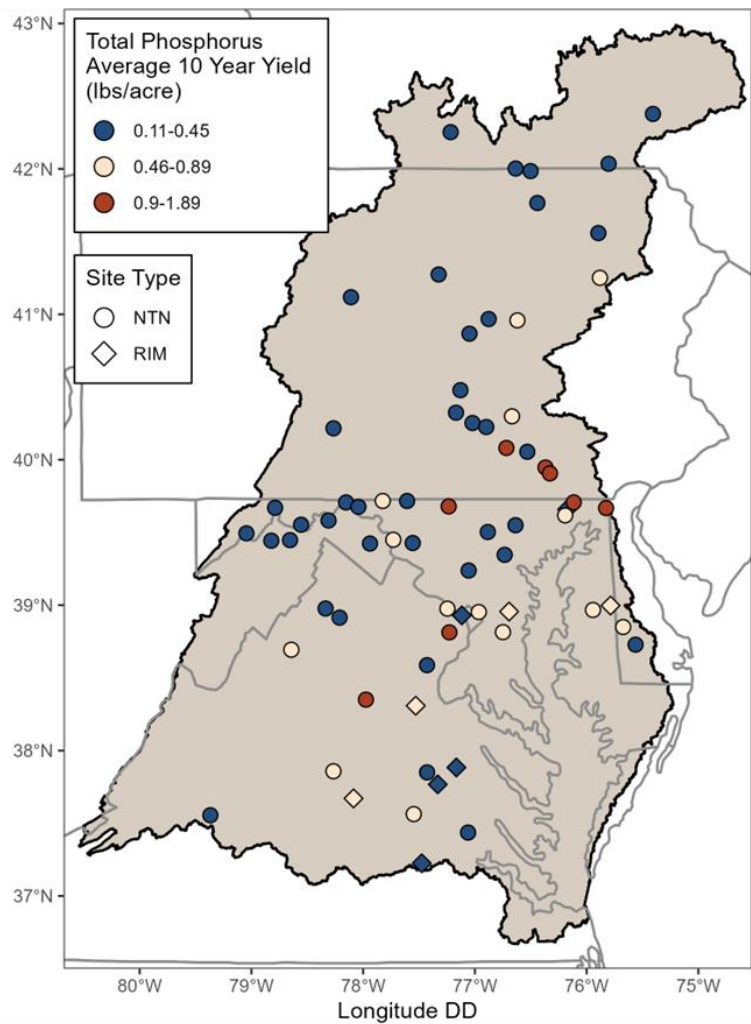 43°N
42°N
41°N
40°N
39°N
38°N
37°N
Total Phosphorus
Average 10 Year Yield
(lbs/acre)
0.11-0.45
0.46-0.89
0.9-1.89
Site Type
NTN
RIM
80°W 79°W 78°W 77°W 76°W 75°W
Longitude DD